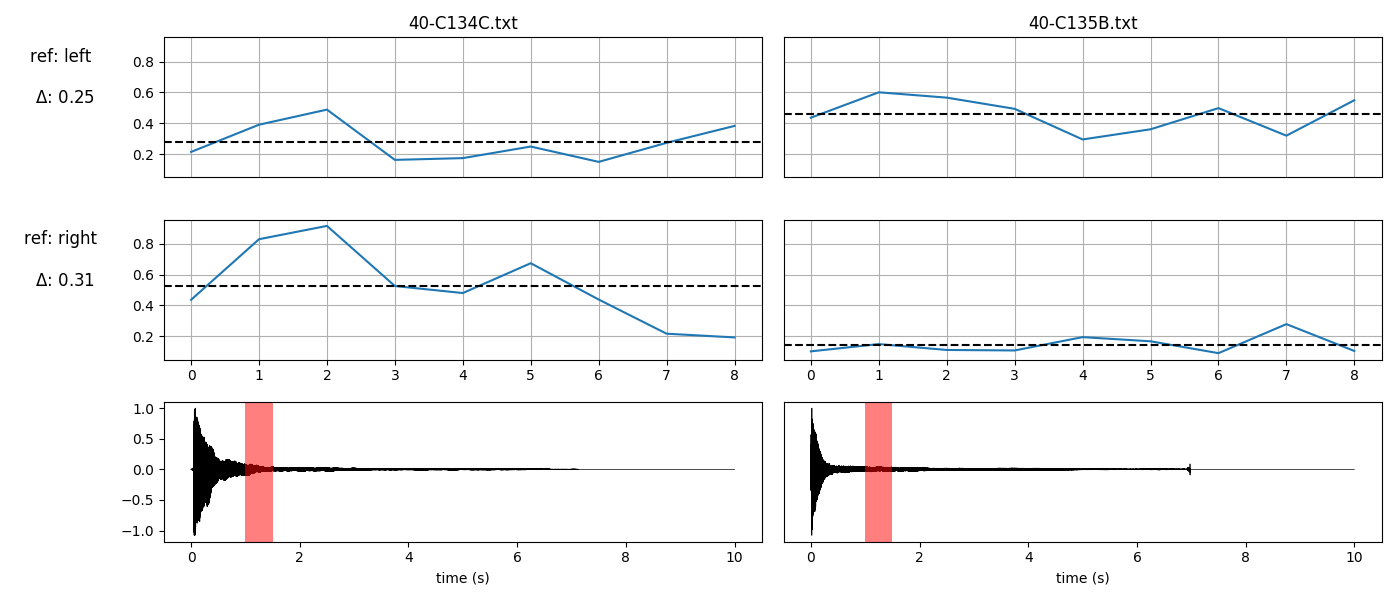 40-C134C.txt
40-C135B.txt
ref: left
Δ: 0.25
0.8
0.6
0.4
0.2
ref: right
Δ: 0.31
0.8
0.6
0.4
0.2
0 1 2 3 4 5 6 7 8
0 1 2 3 4 5 6 7 8
1.0
0.5
0.0
−0.5
−1.0
0 2 4 6 8 10
0 2 4 6 8 10
time (s)
time (s)